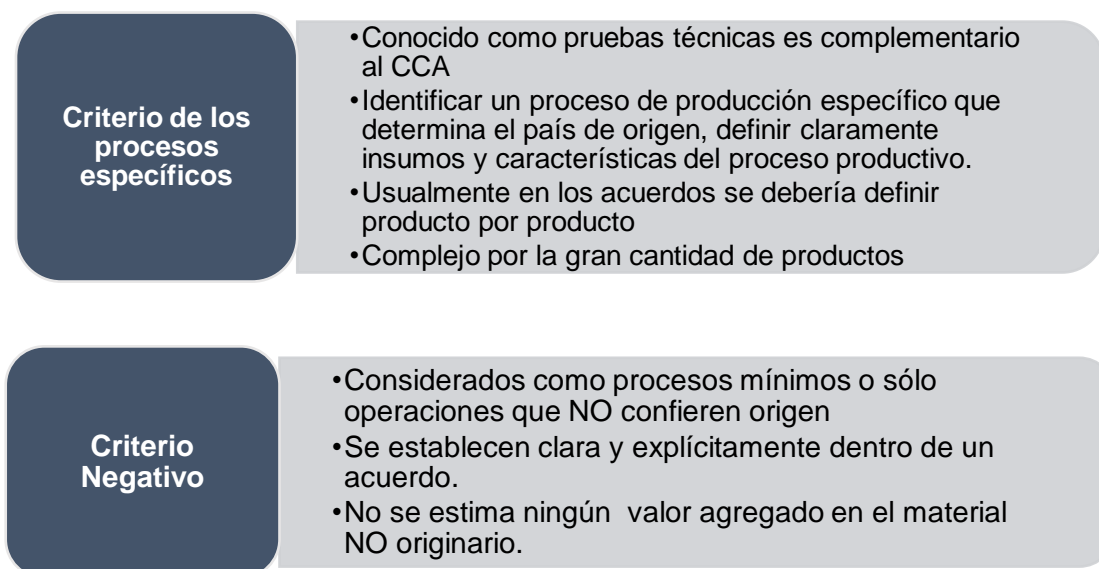 Criterio de los
procesos
específicos
•Conocido como pruebas técnicas es complementario
al CCA
•Identificar un proceso de producción específico que
determina el país de origen, definir claramente
insumos y características del proceso productivo.
•Usualmente en los acuerdos se debería definir
producto por producto
•Complejo por la gran cantidad de productos
Criterio
Negativo
•Considerados como procesos mínimos o sólo
operaciones que NO confieren origen
•Se establecen clara y explícitamente dentro de un
acuerdo.
•No se estima ningún valor agregado en el material
NO originario.